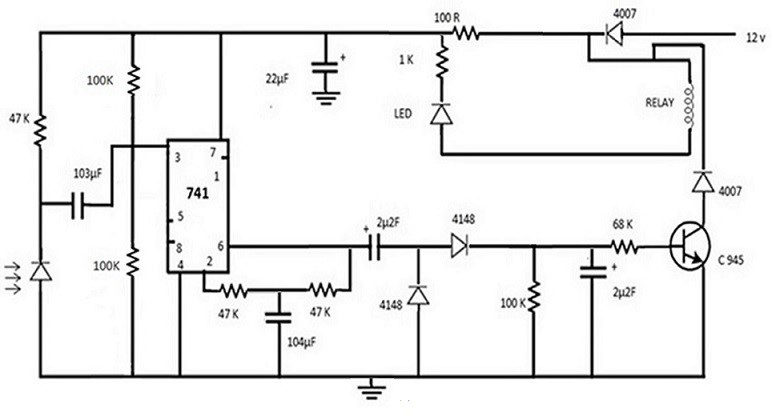 100 R
4007
12 v
1 K
100K
22µF
+
RELAY
LED
47 K
103µF
3
7
1
741
5
8
6
4
2
4007
+
2µ2F
4148
68 K
C 945
100K
47 K
47 K
4148
100 K
+
2µ2F
104µF